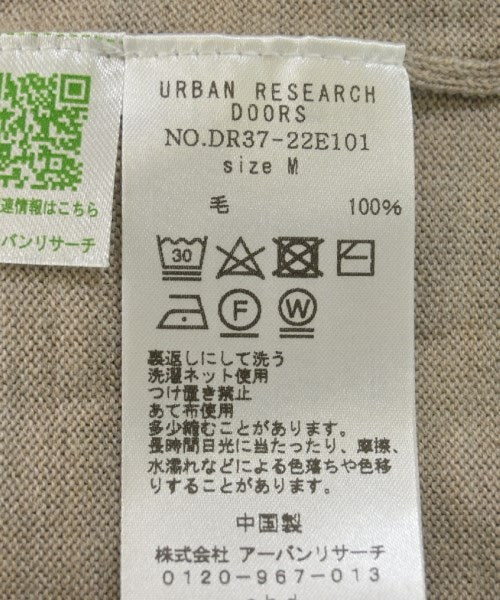 URBAN RESEARCH
DOORS
NO.DR37-22E101
size M
毛 100%
30
F
W
裏返しにして洗う
洗濯ネット使用
つけ置き禁止
あて布使用
多少縮むことがあります。
長時間日光に当たったり、摩擦、
水濡れなどによる色落ちや色移
りすることがあります。
中国製
株式会社 アーバンリサーチ
0120-967-013
連情報はこちら
ーバンリサーチ